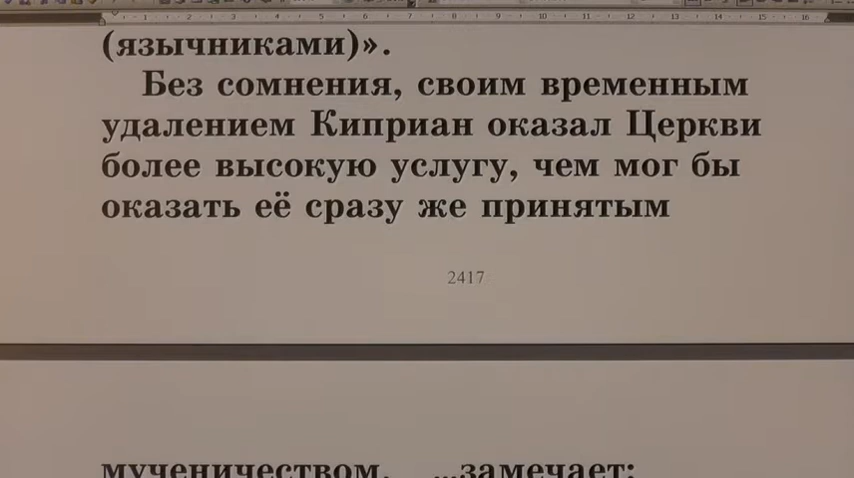 (язычниками)».
Без сомнения, своим временным
удалением Киприан оказал Церкви
более высокую услугу, чем мог бы
оказать её сразу же принятым
2417
мученичеством. ...замечает: